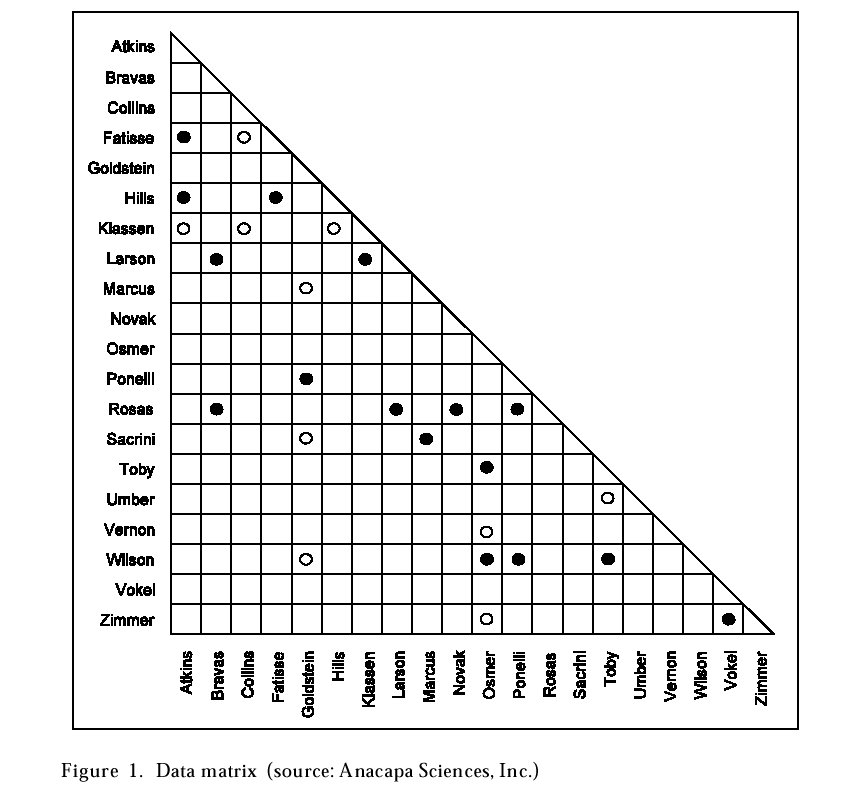 Atkins
Bravas
Collins
Fatisse
Goldstein
Hills
Klassen
Larson
Marcus
Novak
Osmer
Ponelli
Rosas
Sacrini
Toby
Umber
Vernon
Wilson
Vokel
Zimmer
Atkins Bravas Collins Fatisse Goldstein Hills Klassen Larson Marcus Novak Osmer Ponelli Rosas Sacrini Toby Umber Vernon Wilson Vokel Zimmer
Figure 1. Data matrix (source: Anacapa Sciences, Inc.)